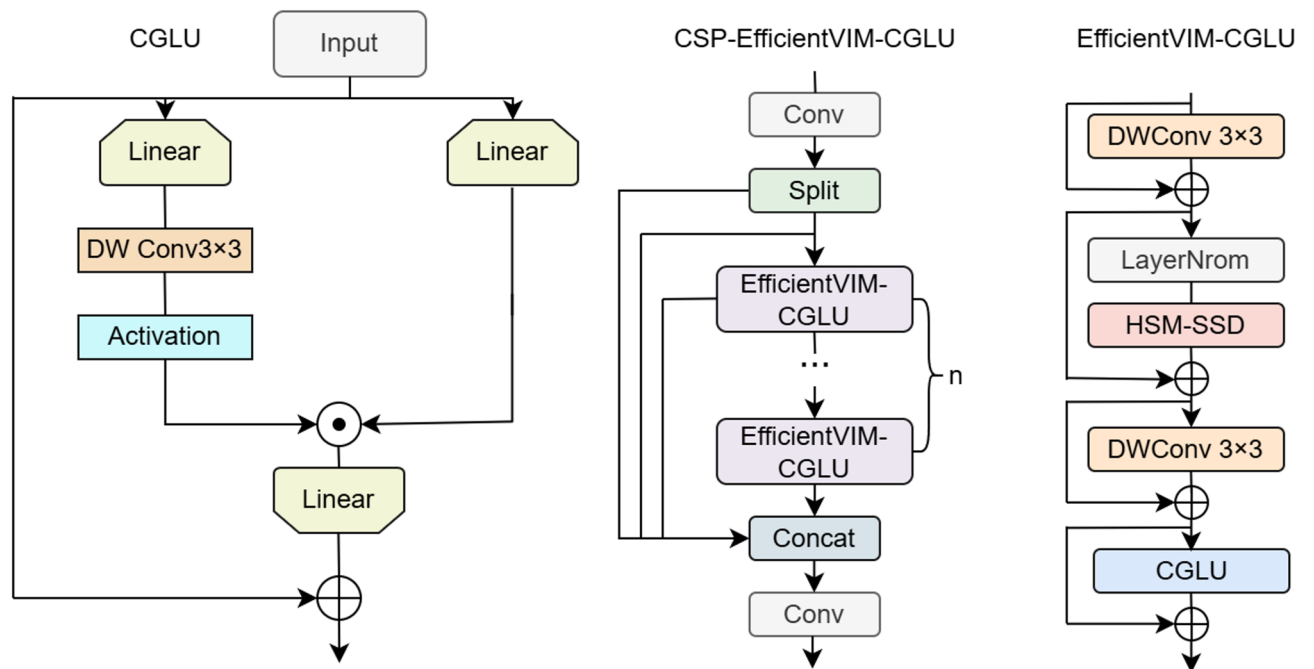 CGLU
Input
Linear
Linear
DW Conv3×3
Activation
Linear
CSP-EfficientVIM-CGLU
Conv
Split
EfficientVIM-
CGLU
...
n
EfficientVIM-
CGLU
Concat
Conv
EfficientVIM-CGLU
DWConv 3×3
LayerNrom
HSM-SSD
DWConv 3×3
CGLU